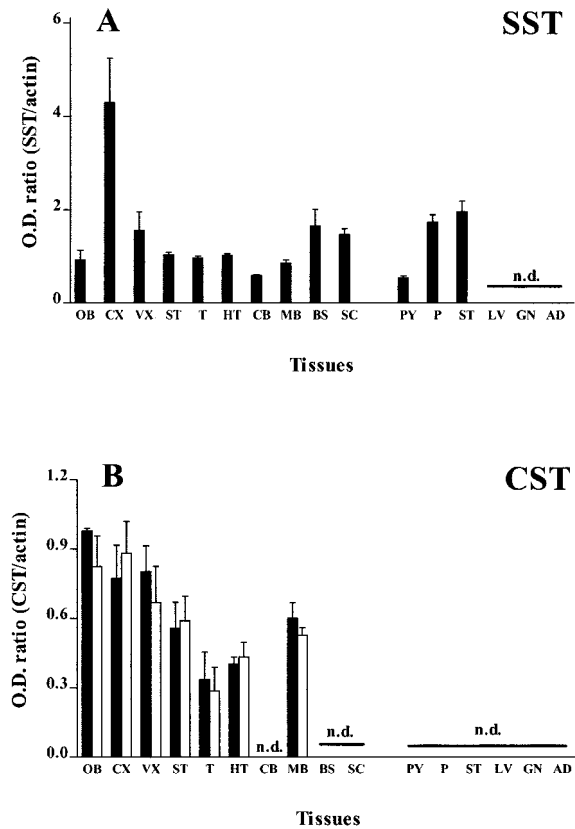 A SST
6
4
2
0
O.D. ratio (SST/actin)
n.d.
OB CX VX ST T HT CB MB BS SC PY P ST LV GN AD
Tissues
B CST
1.2
0.9
0.6
0.3
0.0
O.D. ratio (CST/actin)
n.d. n.d. n.d.
OB CX VX ST T HT CB MB BS SC PY P ST LV GN AD
Tissues